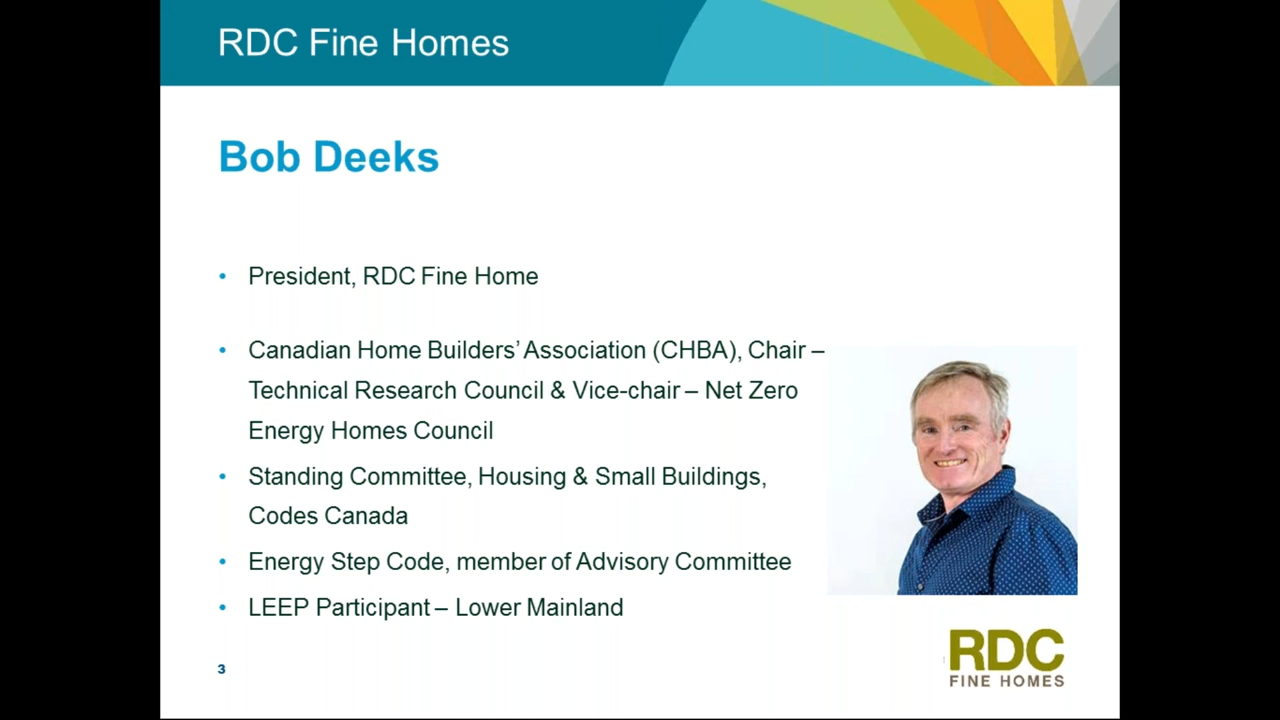 RDC Fine Homes
Bob Deeks
• President, RDC Fine Home
• Canadian Home Builders’ Association (CHBA), Chair –
Technical Research Council & Vice-chair – Net Zero
Energy Homes Council
• Standing Committee, Housing & Small Buildings,
Codes Canada
• Energy Step Code, member of Advisory Committee
• LEEP Participant – Lower Mainland
RDC
FINE HOMES
3